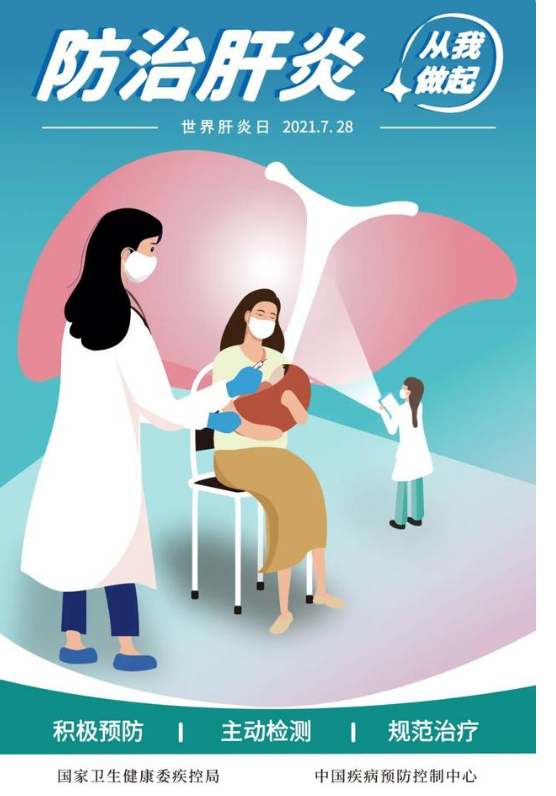 防治肝炎
从我
做起
世界肝炎日 2021.7.28
积极预防 | 主动检测 | 规范治疗
国家卫生健康委疾控局 中国疾病预防控制中心